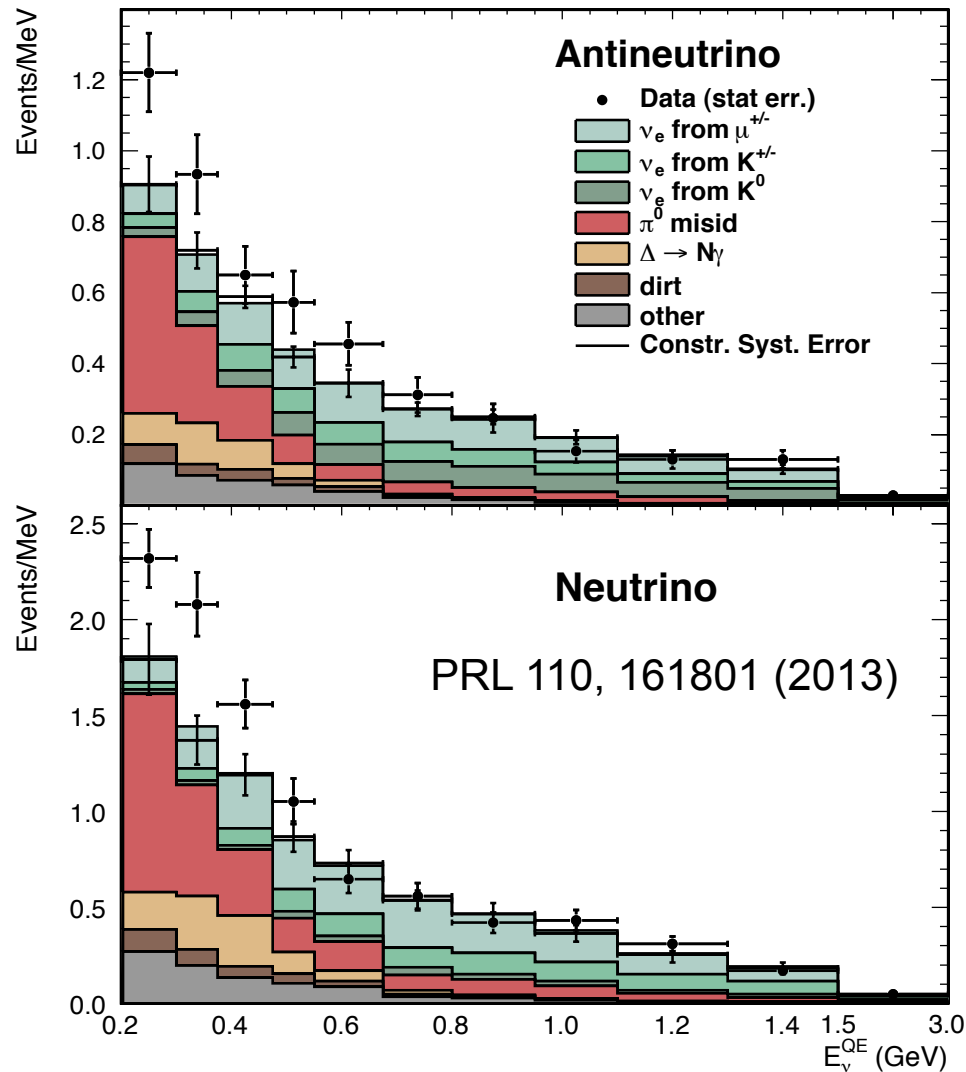 Events/MeV
1.2
1.0
0.8
0.6
0.4
0.2
Antineutrino
Data (stat err.)
νe from μ+/-
νe from K+/-
νe from K0
π0 misid
Δ → Nγ
dirt
other
Constr. Syst. Error
Events/MeV
2.5
2.0
1.5
1.0
0.5
0.0
Neutrino
PRL 110, 161801 (2013)
0.2 0.4 0.6 0.8 1.0 1.2 1.4 1.5 3.0
EνQE (GeV)